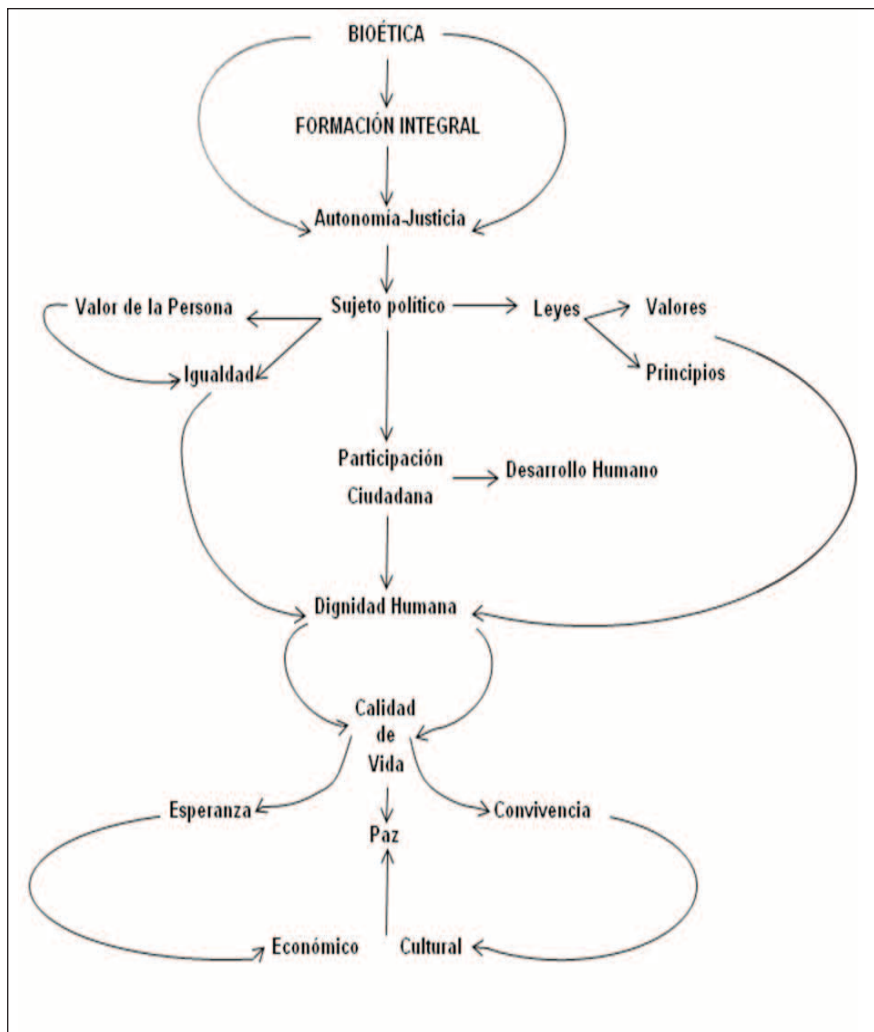 BIOÉTICA
FORMACIÓN INTEGRAL
Autonomía-Justicia
Valor de la Persona
Sujeto político
Leyes
Valores
Igualdad
Principios
Participación
Ciudadana
Desarrollo Humano
Dignidad Humana
Calidad
de
Vida
Esperanza
Convivencia
Paz
Económico
Cultural